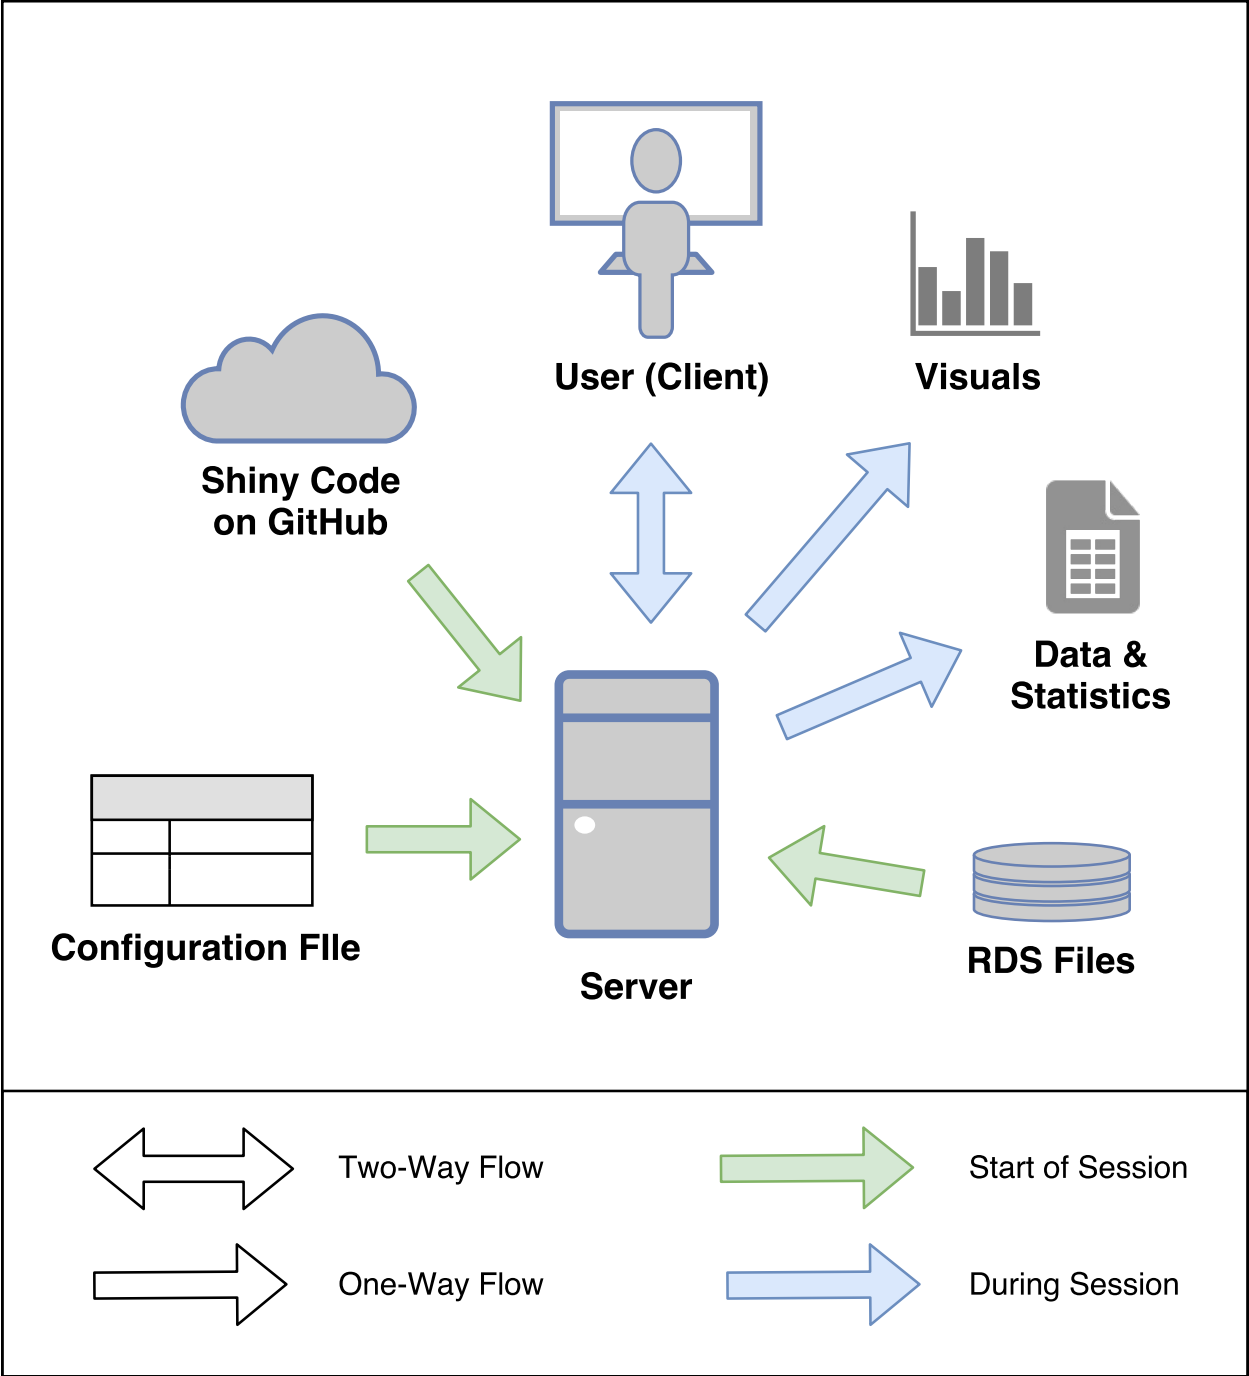 User (Client)
Visuals
Shiny Code
on GitHub
Data &
Statistics
Configuration FIle
RDS Files
Server
Two-Way Flow
Start of Session
One-Way Flow
During Session